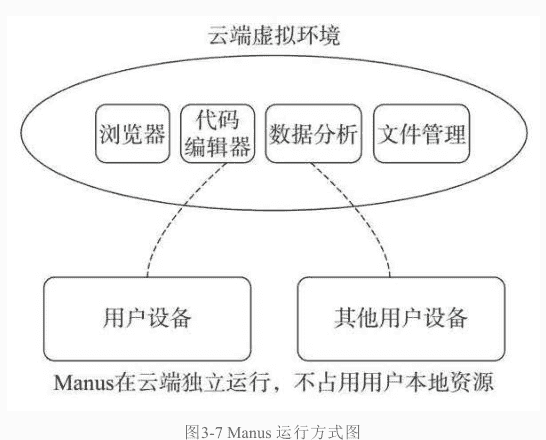 云端虚拟环境
浏览器
代码
编辑器
数据分析
文件管理
用户设备
其他用户设备
Manus在云端独立运行，不占用用户本地资源
图3-7 Manus 运行方式图